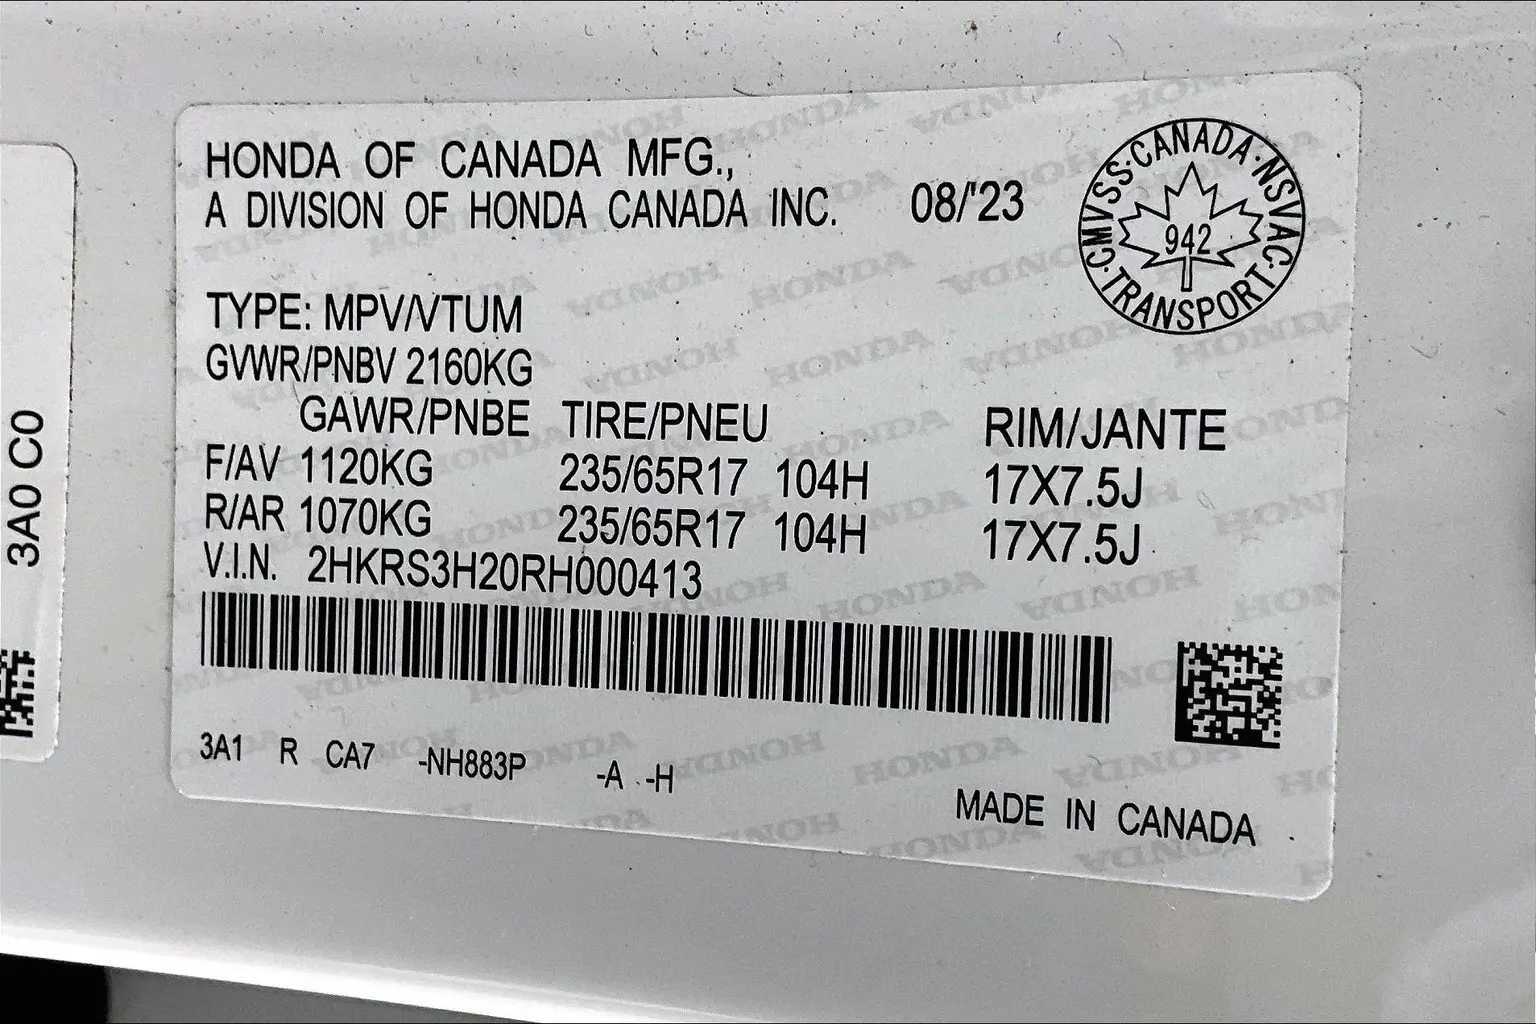 HONDA OF CANADA MFG.,
A DIVISION OF HONDA CANADA INC. 08/'23
CMVSS·CANADA·NSVAC·TRANSPORT·
942
TYPE: MPV/VTUM
GVWR/PNBV 2160KG
GAWR/PNBE TIRE/PNEU RIM/JANTE
F/AV 1120KG 235/65R17 104H 17X7.5J
R/AR 1070KG 235/65R17 104H 17X7.5J
V.I.N. 2HKRS3H20RH000413
3A1 R CA7 -NH883P -A -H
MADE IN CANADA
3A0 C0
HONDA